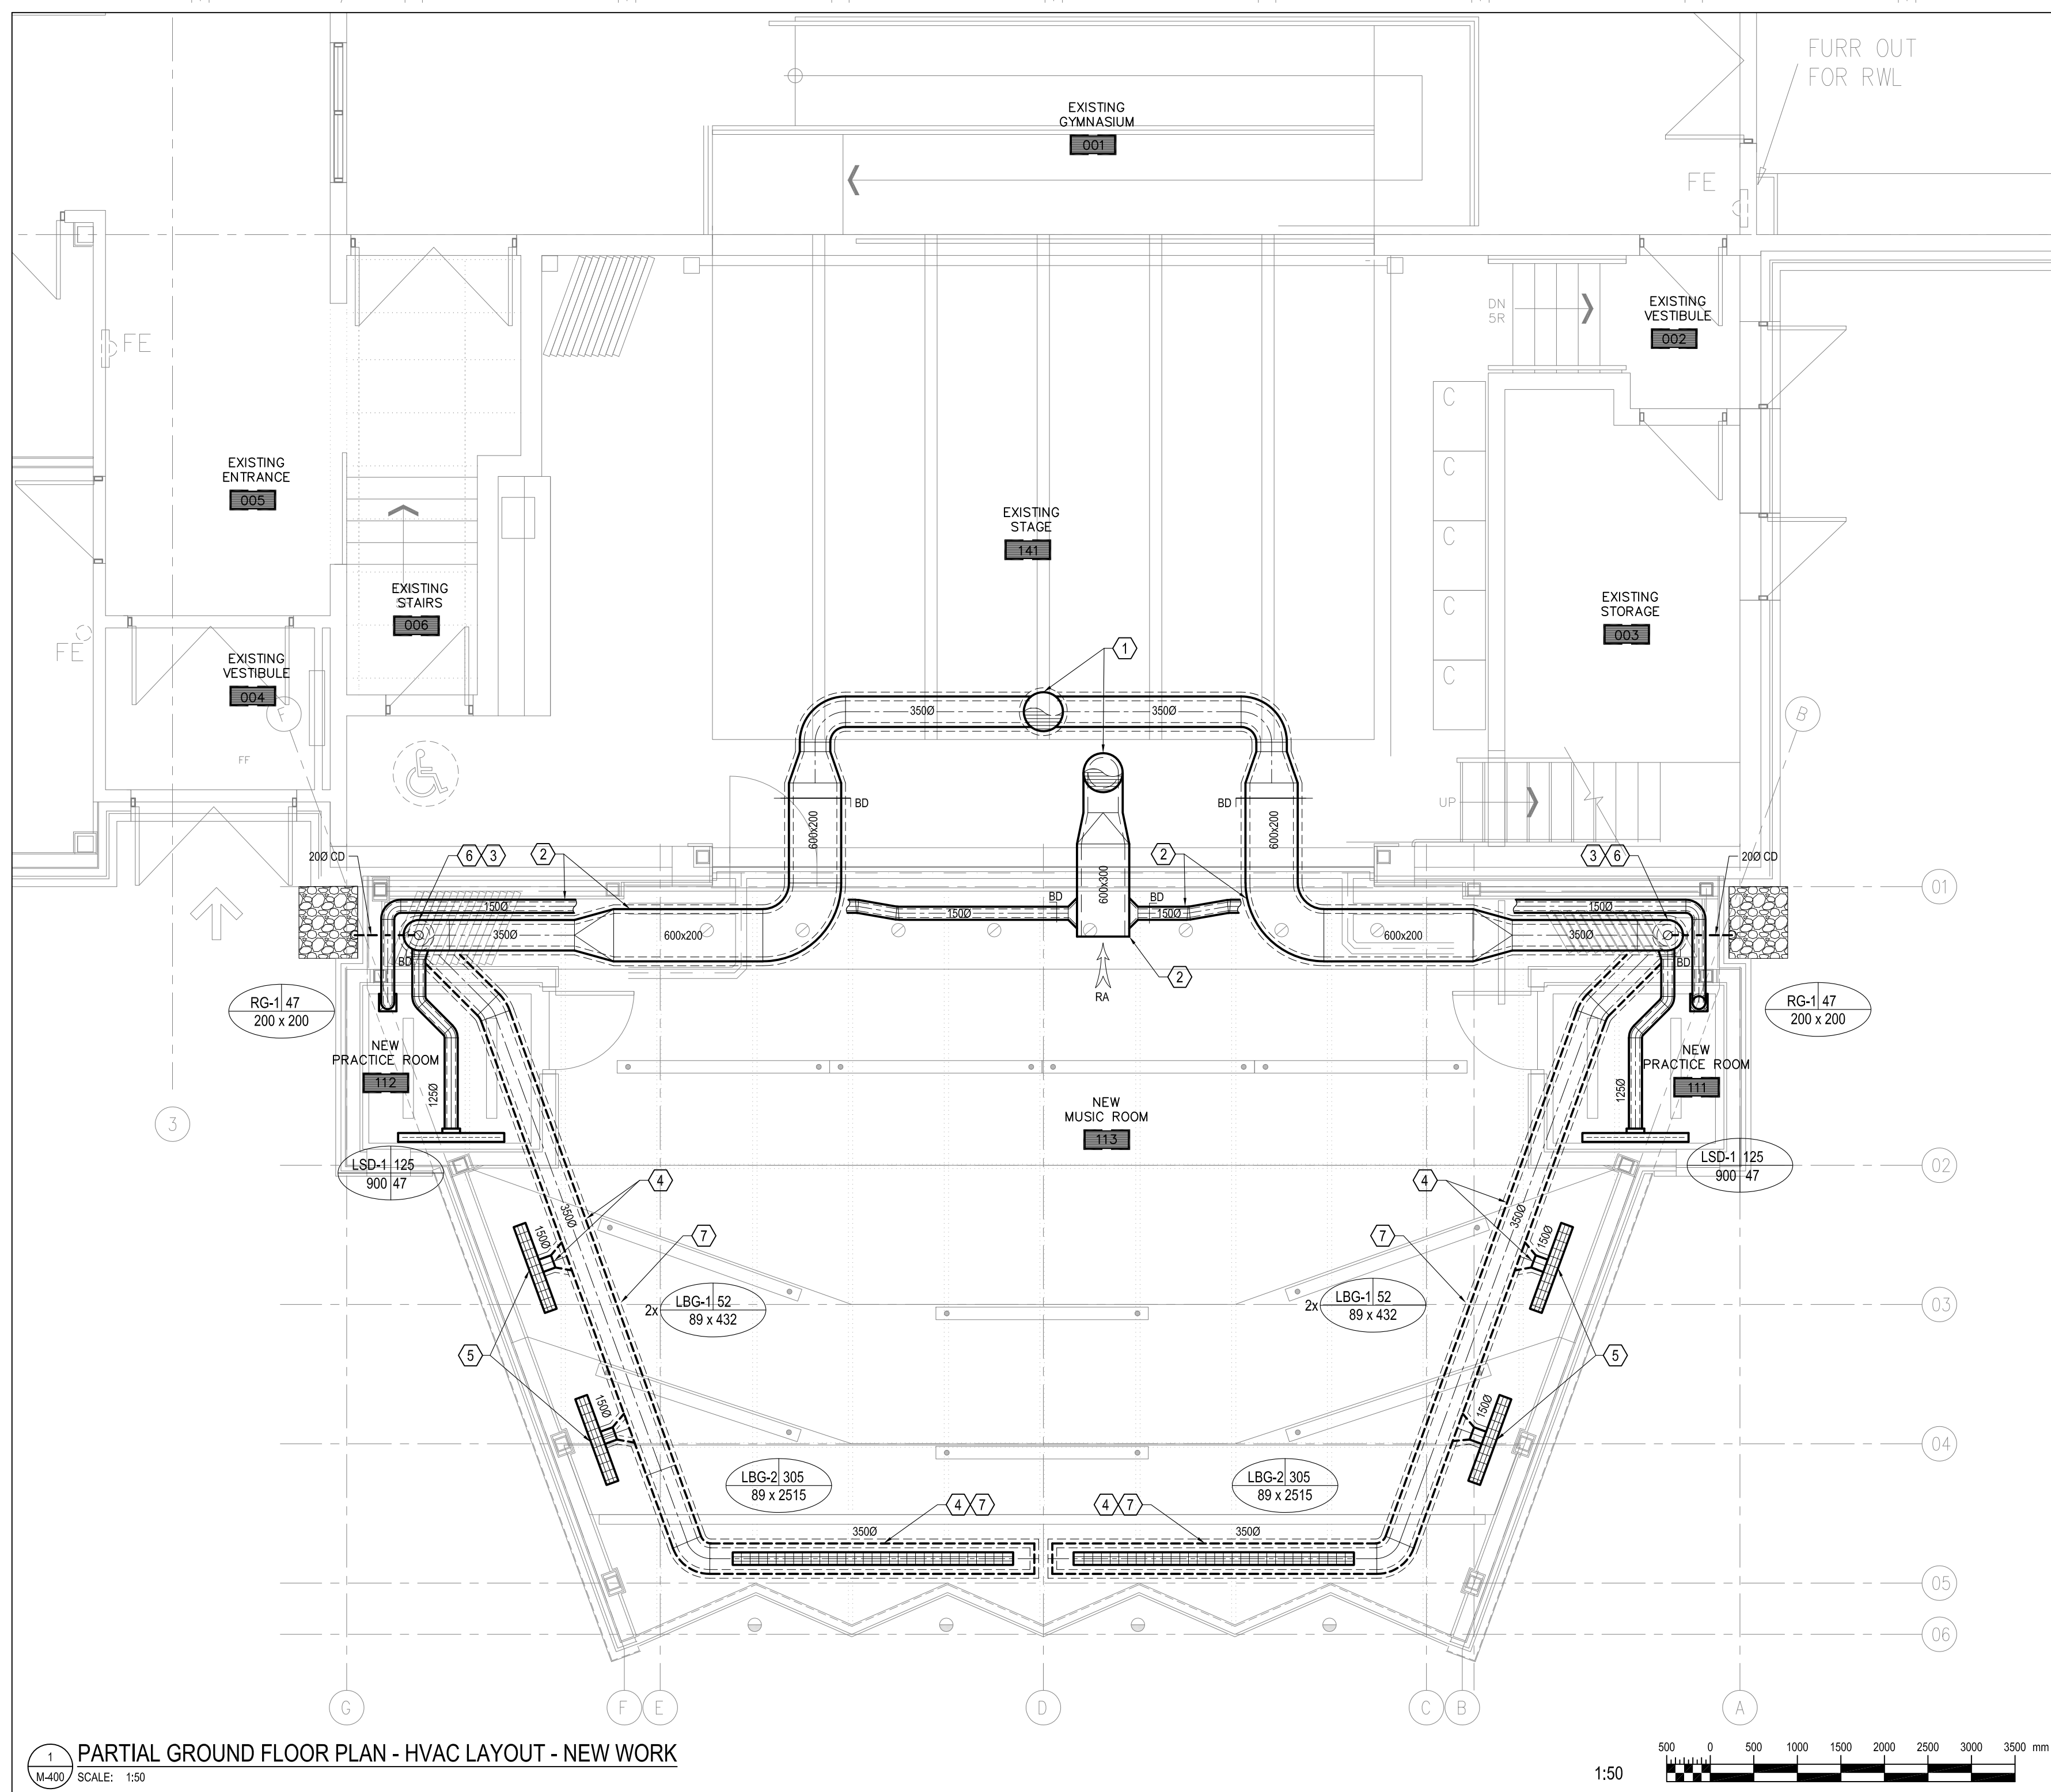 FURR OUT
FOR RWL
EXISTING
GYMNASIUM
001
FE
DN
5R
EXISTING
VESTIBULE
002
FE
C
C
C
C
C
EXISTING
ENTRANCE
005
EXISTING
STAGE
141
EXISTING
STAIRS
006
EXISTING
STORAGE
003
FE
EXISTING
VESTIBULE
004
1
F
B
350Ø
350Ø
FF
BD
BD
UP
600x200
600x200
600x300
20Ø CD
6
3
2
2
3
6
20Ø CD
01
150Ø
BD
BD
150Ø
350Ø
600x200
150Ø
150Ø
600x200
350Ø
BD
BD
2
RA
RG-1 47
200 x 200
RG-1 47
200 x 200
NEW
PRACTICE ROOM
112
NEW
PRACTICE ROOM
111
125Ø
125Ø
NEW
MUSIC ROOM
113
3
LSD-1 125
900 47
LSD-1 125
900 47
02
4
4
350Ø
350Ø
150Ø
150Ø
7
7
2x
LBG-1 52
89 x 432
2x
LBG-1 52
89 x 432
03
5
5
150Ø
150Ø
04
LBG-2 305
89 x 2515
LBG-2 305
89 x 2515
4
7
4
7
350Ø
350Ø
05
06
G
F
E
D
C
B
A
1
M-400
PARTIAL GROUND FLOOR PLAN - HVAC LAYOUT - NEW WORK
SCALE: 1:50
1:50
500 0 500 1000 1500 2000 2500 3000 3500 mm